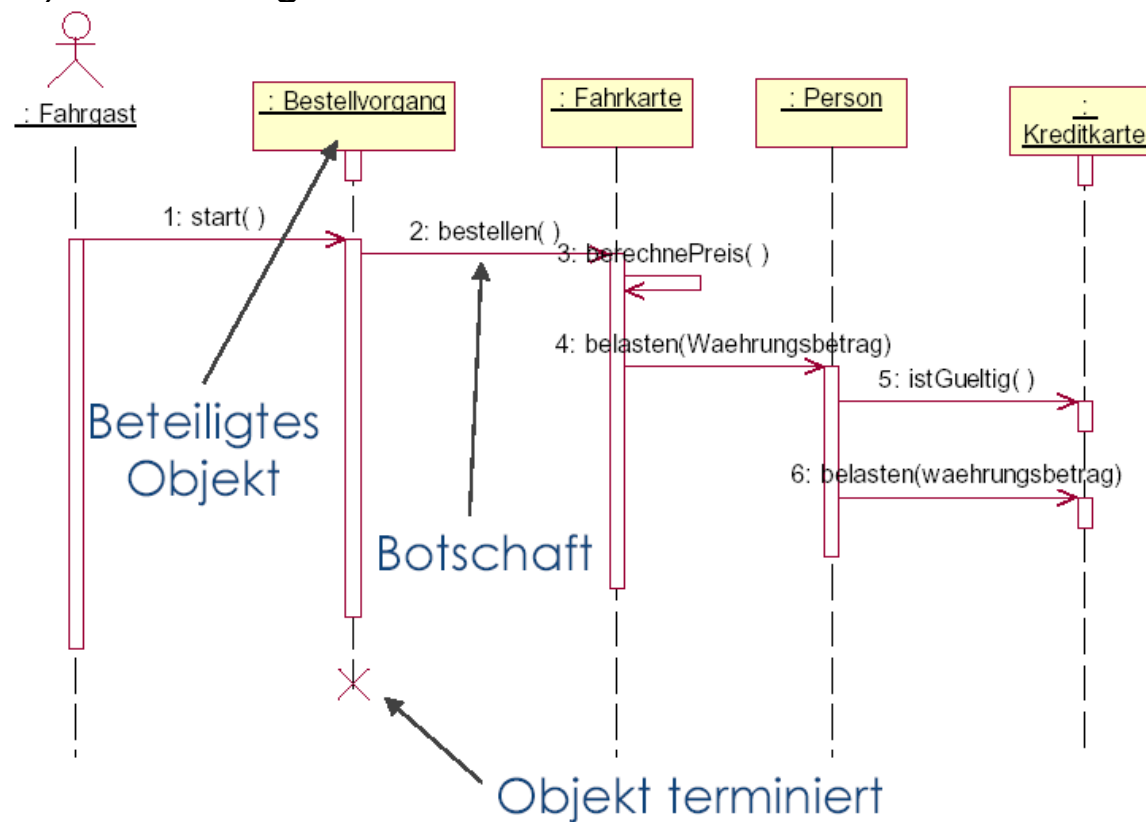 : Fahrgast
: Bestellvorgang
: Fahrkarte
: Person
:
Kreditkarte
1: start( )
2: bestellen( )
3: berechnePreis( )
4: belasten(Waehrungsbetrag)
5: istGueltig( )
6: belasten(waehrungsbetrag)
Beteiligtes
Objekt
Botschaft
Objekt terminiert